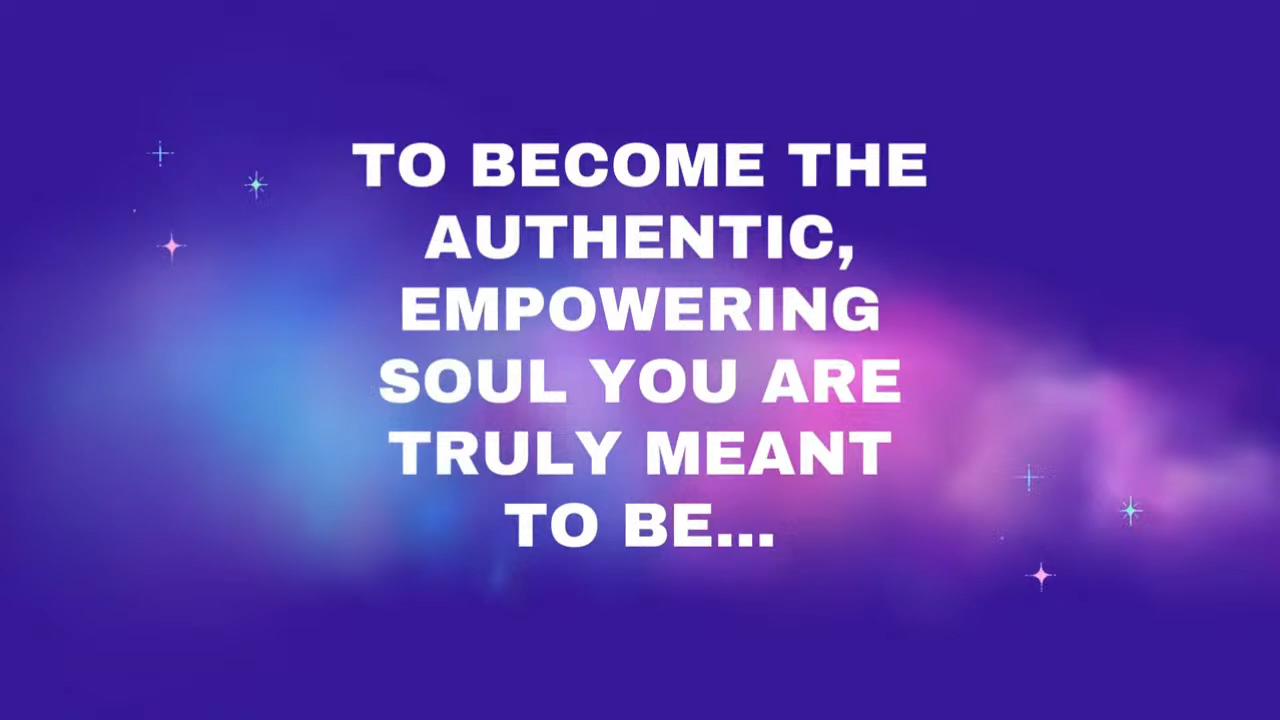 TO BECOME THE
AUTHENTIC,
EMPOWERING
SOUL YOU ARE
TRULY MEANT
TO BE...